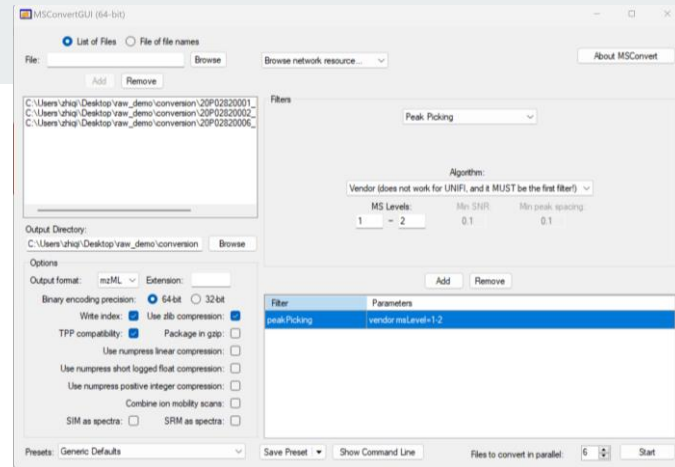 MSConvertGUI (64-bit)
List of Files File of file names
File: Browse Browse network resource... About MSConvert
Add Remove
C:\Users\zhiqi\Desktop\raw_demo\conversion\20P02820001_
C:\Users\zhiqi\Desktop\raw_demo\conversion\20P02820002_
C:\Users\zhiqi\Desktop\raw_demo\conversion\20P02820006_
Filters
Peak Picking
Algorithm:
Vendor (does not work for UNIFI, and it MUST be the first filter!)
MS Levels: Min SNR Min peak spacing:
1 - 2 0.1 0.1
Output Directory:
C:\Users\zhiqi\Desktop\raw_demo\conversion Browse
Options
Output format: mzML Extension:
Binary encoding precision: 64-bit 32-bit
Write index: Use zlib compression:
TPP compatibility: Package in gzip:
Use numpress linear compression:
Use numpress short logged float compression:
Use numpress positive integer compression:
Combine ion mobility scans:
SIM as spectra: SRM as spectra:
Add Remove
Filter Parameters
peakPicking vendor msLevel=1-2
Presets: Generic Defaults Save Preset Show Command Line Files to convert in parallel: 6 Start